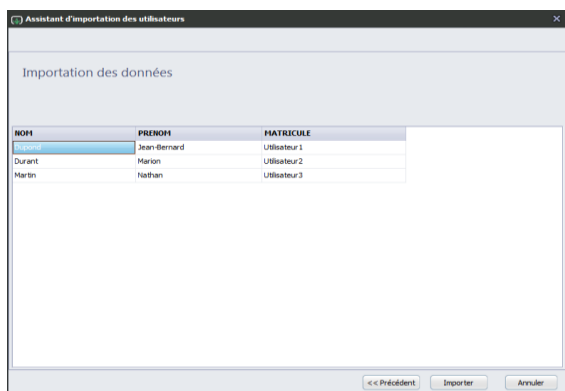 Assistant d'importation des utilisateurs
Importation des données
NOM PRENOM MATRICULE
Dupond Jean-Bernard Utilisateur1
Durant Marion Utilisateur2
Martin Nathan Utilisateur3
<< Précédent Importer Annuler